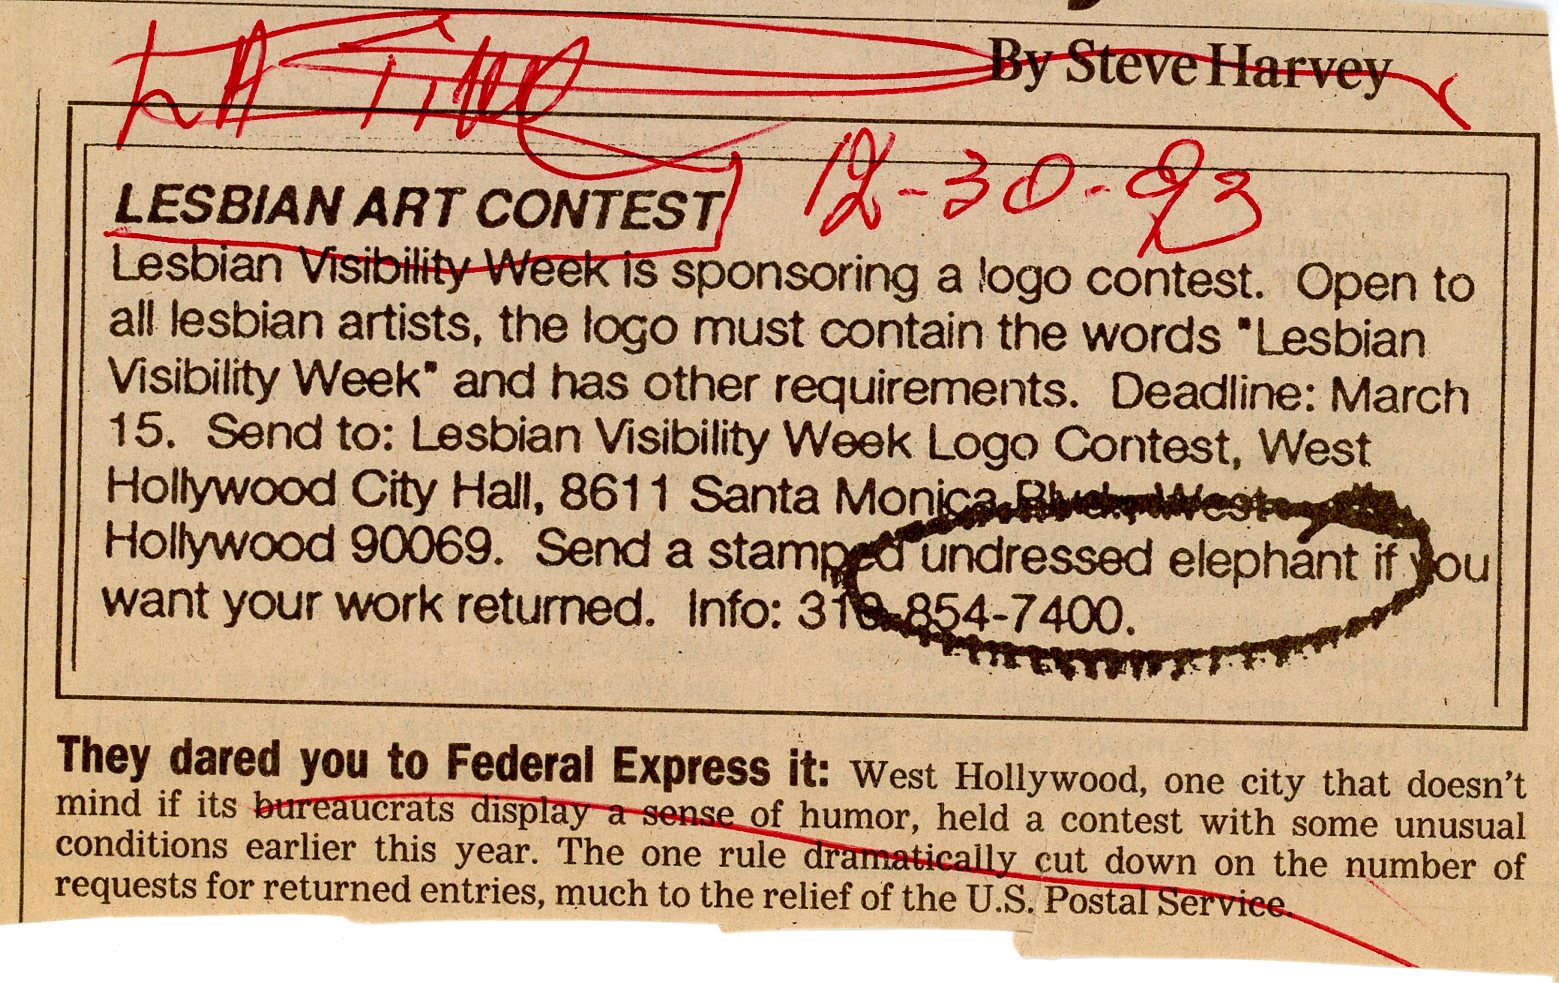 By Steve Harvey
LA Times
12-30-93
LESBIAN ART CONTEST
Lesbian Visibility Week is sponsoring a logo contest. Open to
all lesbian artists, the logo must contain the words "Lesbian
Visibility Week" and has other requirements. Deadline: March
15. Send to: Lesbian Visibility Week Logo Contest, West
Hollywood City Hall, 8611 Santa Monica Blvd., West
Hollywood 90069. Send a stamped undressed elephant if you
want your work returned. Info: 310-854-7400.
They dared you to Federal Express it: West Hollywood, one city that doesn't
mind if its bureaucrats display a sense of humor, held a contest with some unusual
conditions earlier this year. The one rule dramatically cut down on the number of
requests for returned entries, much to the relief of the U.S. Postal Service.